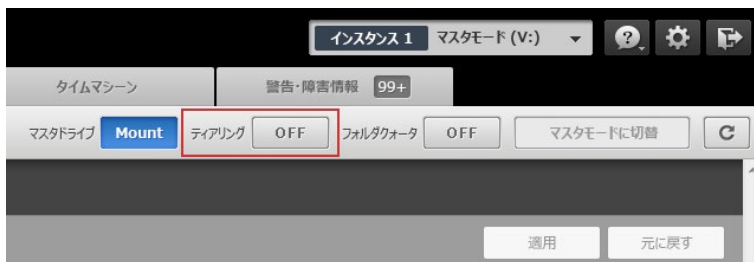 インスタンス 1 マスタモード (V:)
タイムマシーン 警告·障害情報 99+
マスタドライブ Mount ティアリング OFF フォルダクォータ OFF マスタモードに切替
適用 元に戻す